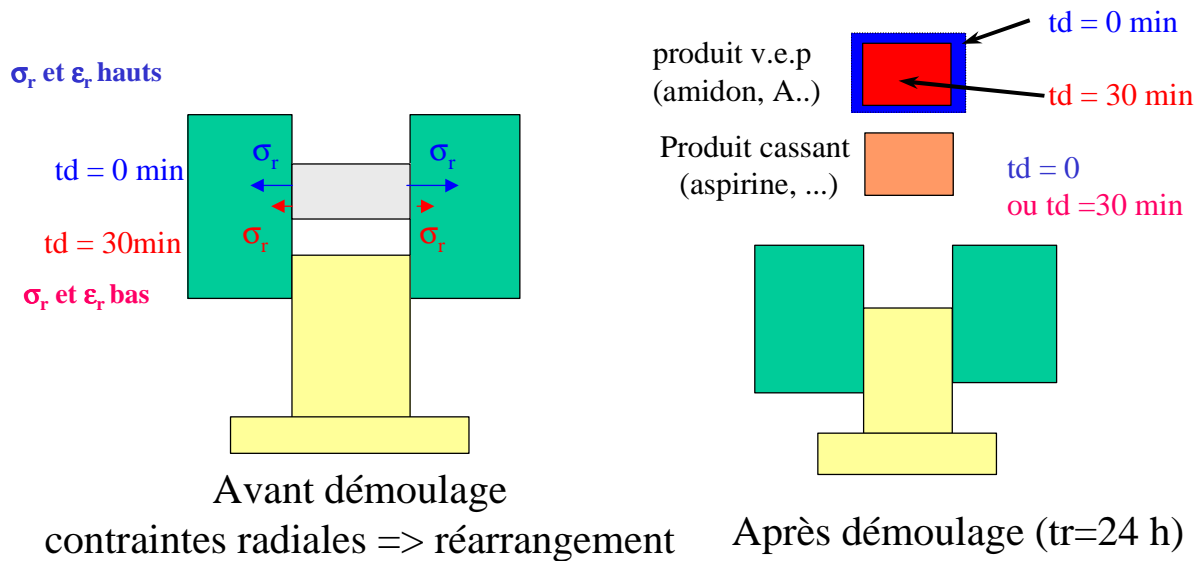 σr et εr hauts
td = 0 min
σr
σr
td = 30min
σr
σr
σr et εr bas
Avant démoulage
contraintes radiales => réarrangement
produit v.e.p
(amidon, A..)
td = 0 min
td = 30 min
Produit cassant
(aspirine, ...)
td = 0
ou td =30 min
Après démoulage (tr=24 h)